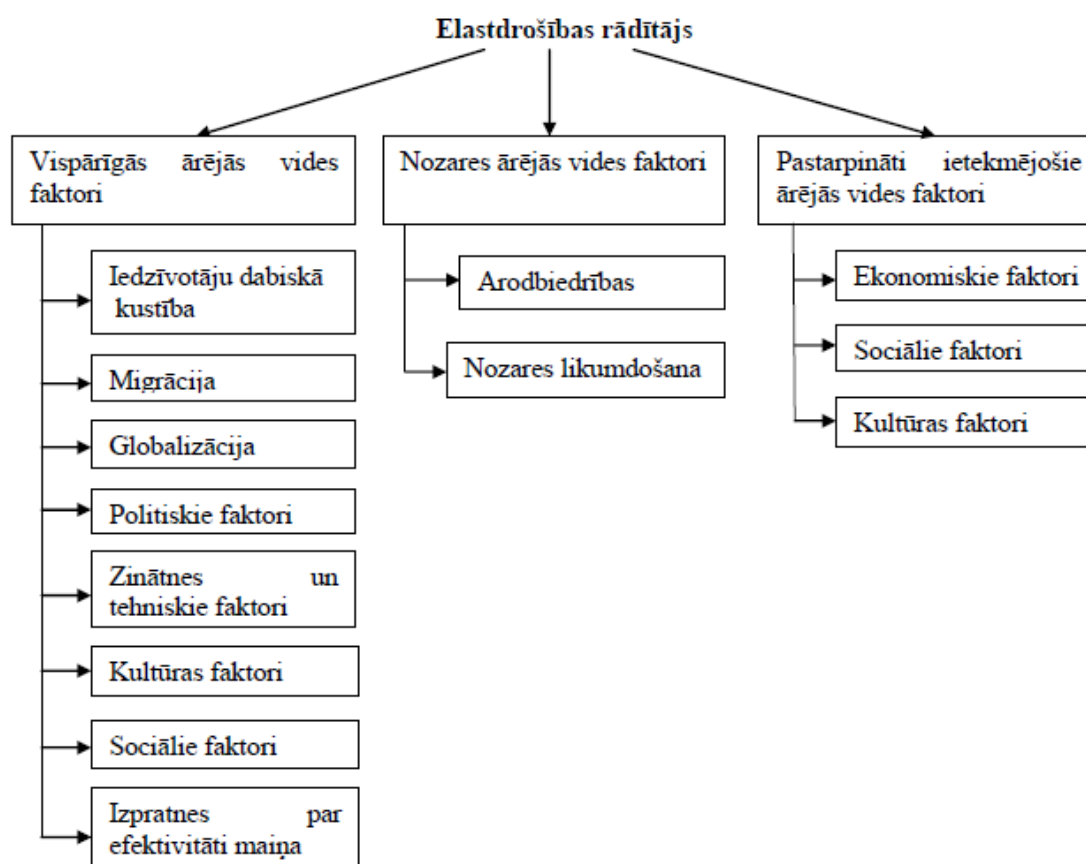 Elastdrošības rādītājs
Vispārīgās ārējās vides
faktori
Iedzīvotāju dabiskā
kustība
Migrācija
Globalizācija
Politiskie faktori
Zinātnes un
tehniskie faktori
Kultūras faktori
Sociālie faktori
Izpratnes par
efektivitāti maiņa
Nozares ārējās vides faktori
Arodbiedrības
Nozares likumdošana
Pastarpināti ietekmējošie
ārējās vides faktori
Ekonomiskie faktori
Sociālie faktori
Kultūras faktori